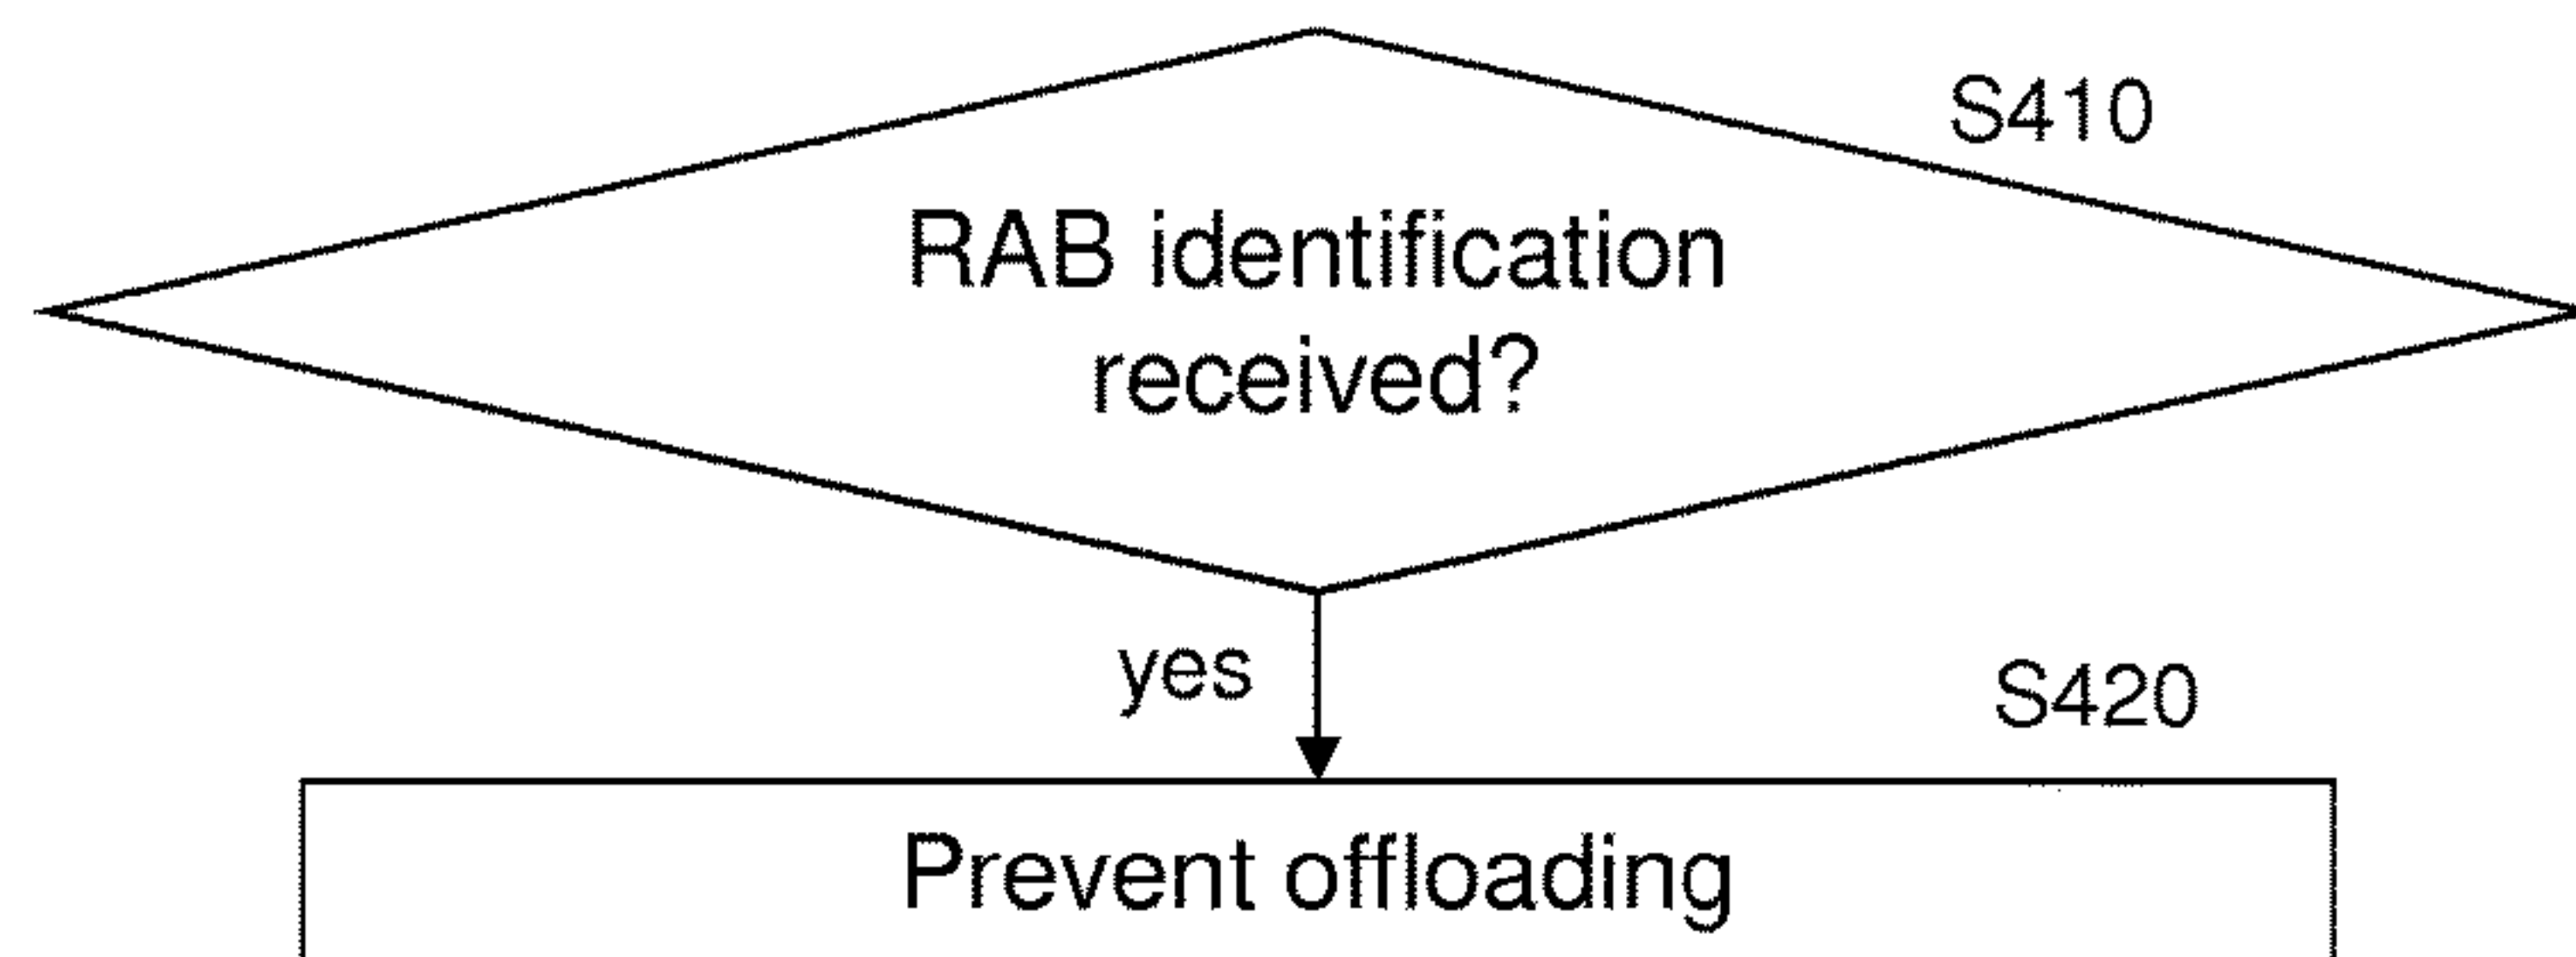 S410
RAB identification
received?
yes
S420
Prevent offloading